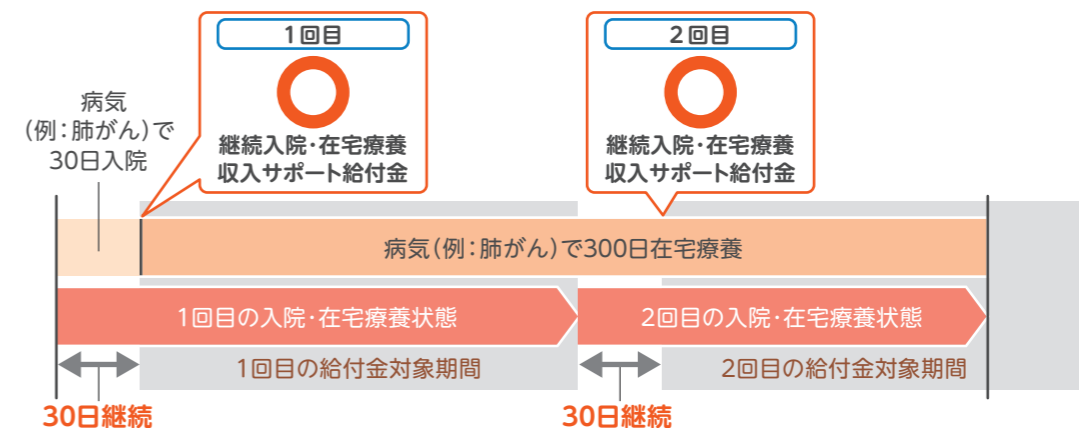 1回目
継続入院・在宅療養
収入サポート給付金
2回目
継続入院・在宅療養
収入サポート給付金
病気
(例：肺がん)で
30日入院
病気(例：肺がん)で300日在宅療養
1回目の入院・在宅療養状態
2回目の入院・在宅療養状態
1回目の給付金対象期間
2回目の給付金対象期間
30日継続
30日継続